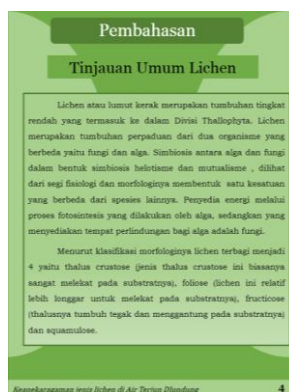 Pembahasan
Tinjauan Umum Lichen
Lichen atau lumut kerak merupakan tumbuhan tingkat
rendah yang termasuk ke dalam Divisi Thallophyta. Lichen
merupakan tumbuhan perpaduan dari dua organisme yang
berbeda yaitu fungi dan alga. Simbiosis antara alga dan fungi
dalam bentuk simbiosis helotisme dan mutualisme , dilihat
dari segi fisiologi dan morfologinya membentuk satu kesatuan
yang berbeda dari spesies lainnya. Penyedia energi melalui
proses fotosintesis yang dilakukan oleh alga, sedangkan yang
menyediakan tempat perlindungan bagi alga adalah fungi.
Menurut klasifikasi morfologinya lichen terbagi menjadi
4 yaitu thalus crustose (jenis thalus crustose ini biasanya
sangat melekat pada substratnya), foliose (lichen ini relatif
lebih longgar untuk melekat pada substratnya), fructicose
(thalusnya tumbuh tegak dan menggantung pada substratnya)
dan squamulose.
Keanekaragaman jenis lichen di Air Terjun Dlundung
4